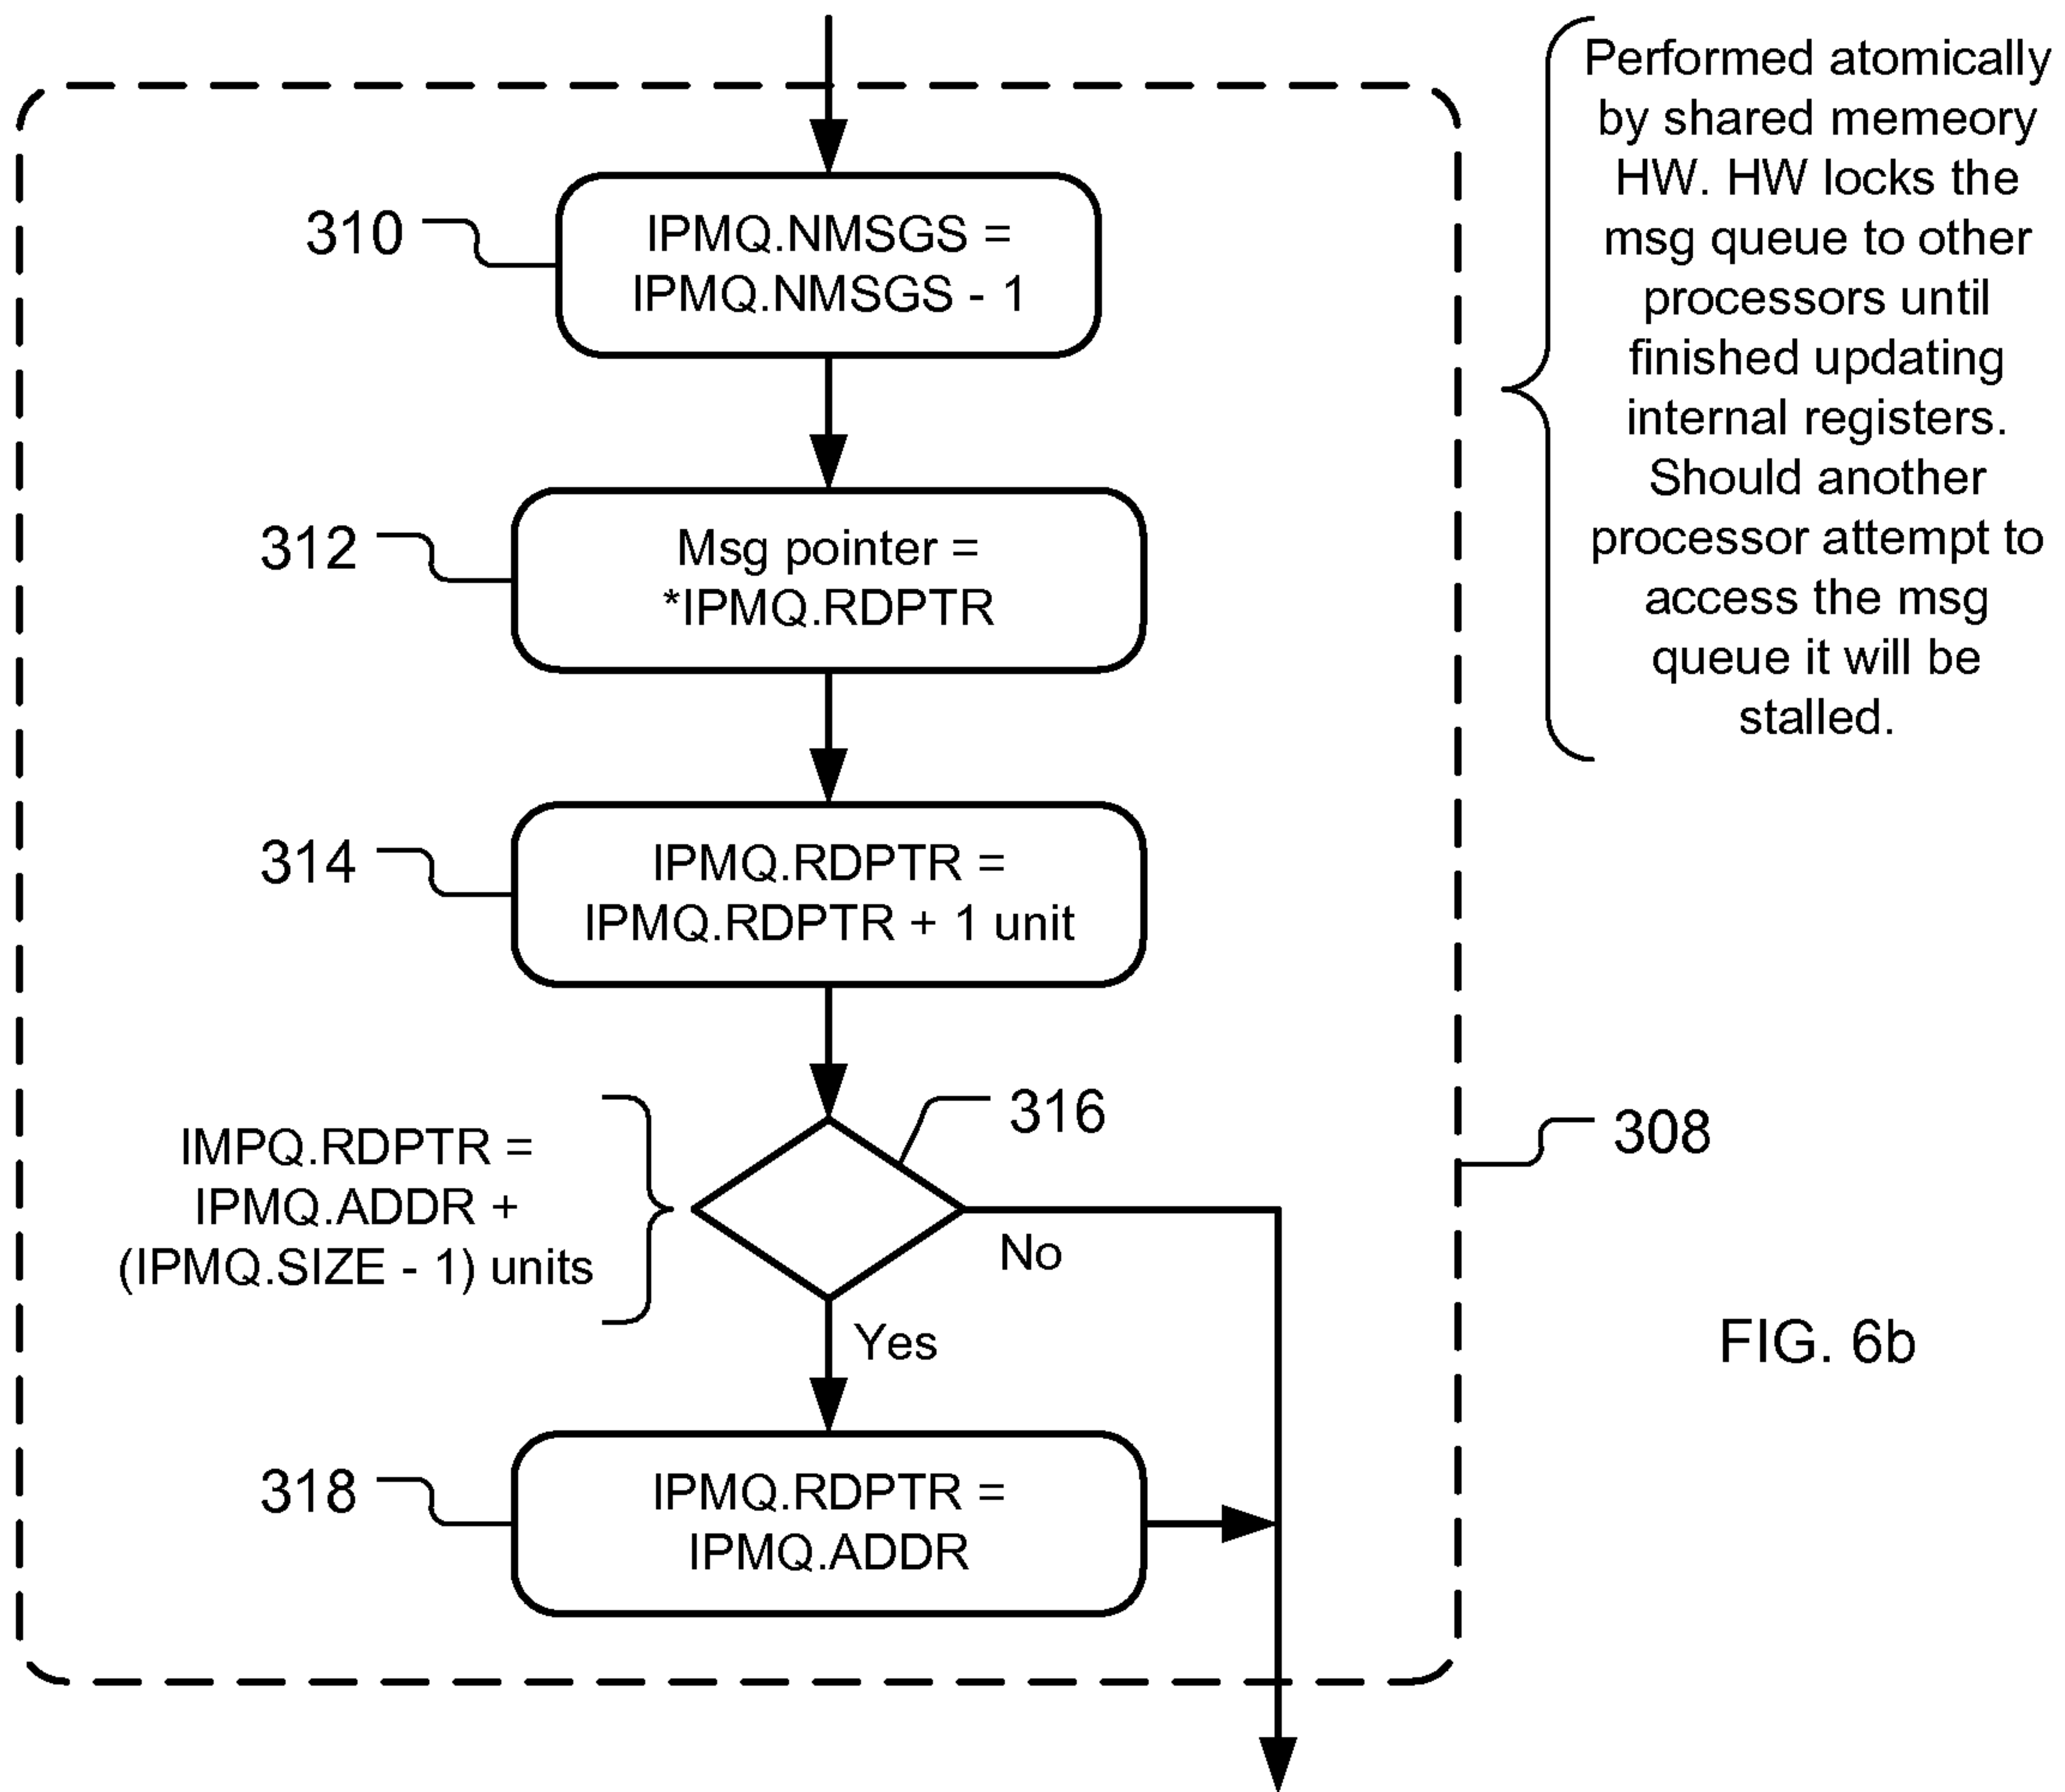 Performed atomically
by shared memeory
HW. HW locks the
msg queue to other
processors until
finished updating
internal registers.
Should another
processor attempt to
access the msg
queue it will be
stalled.
310
IPMQ.NMSGS =
IPMQ.NMSGS - 1
312
Msg pointer =
*IPMQ.RDPTR
314
IPMQ.RDPTR =
IPMQ.RDPTR + 1 unit
316
IMPQ.RDPTR =
IPMQ.ADDR +
(IPMQ.SIZE - 1) units
No
Yes
308
318
IPMQ.RDPTR =
IPMQ.ADDR
FIG. 6b